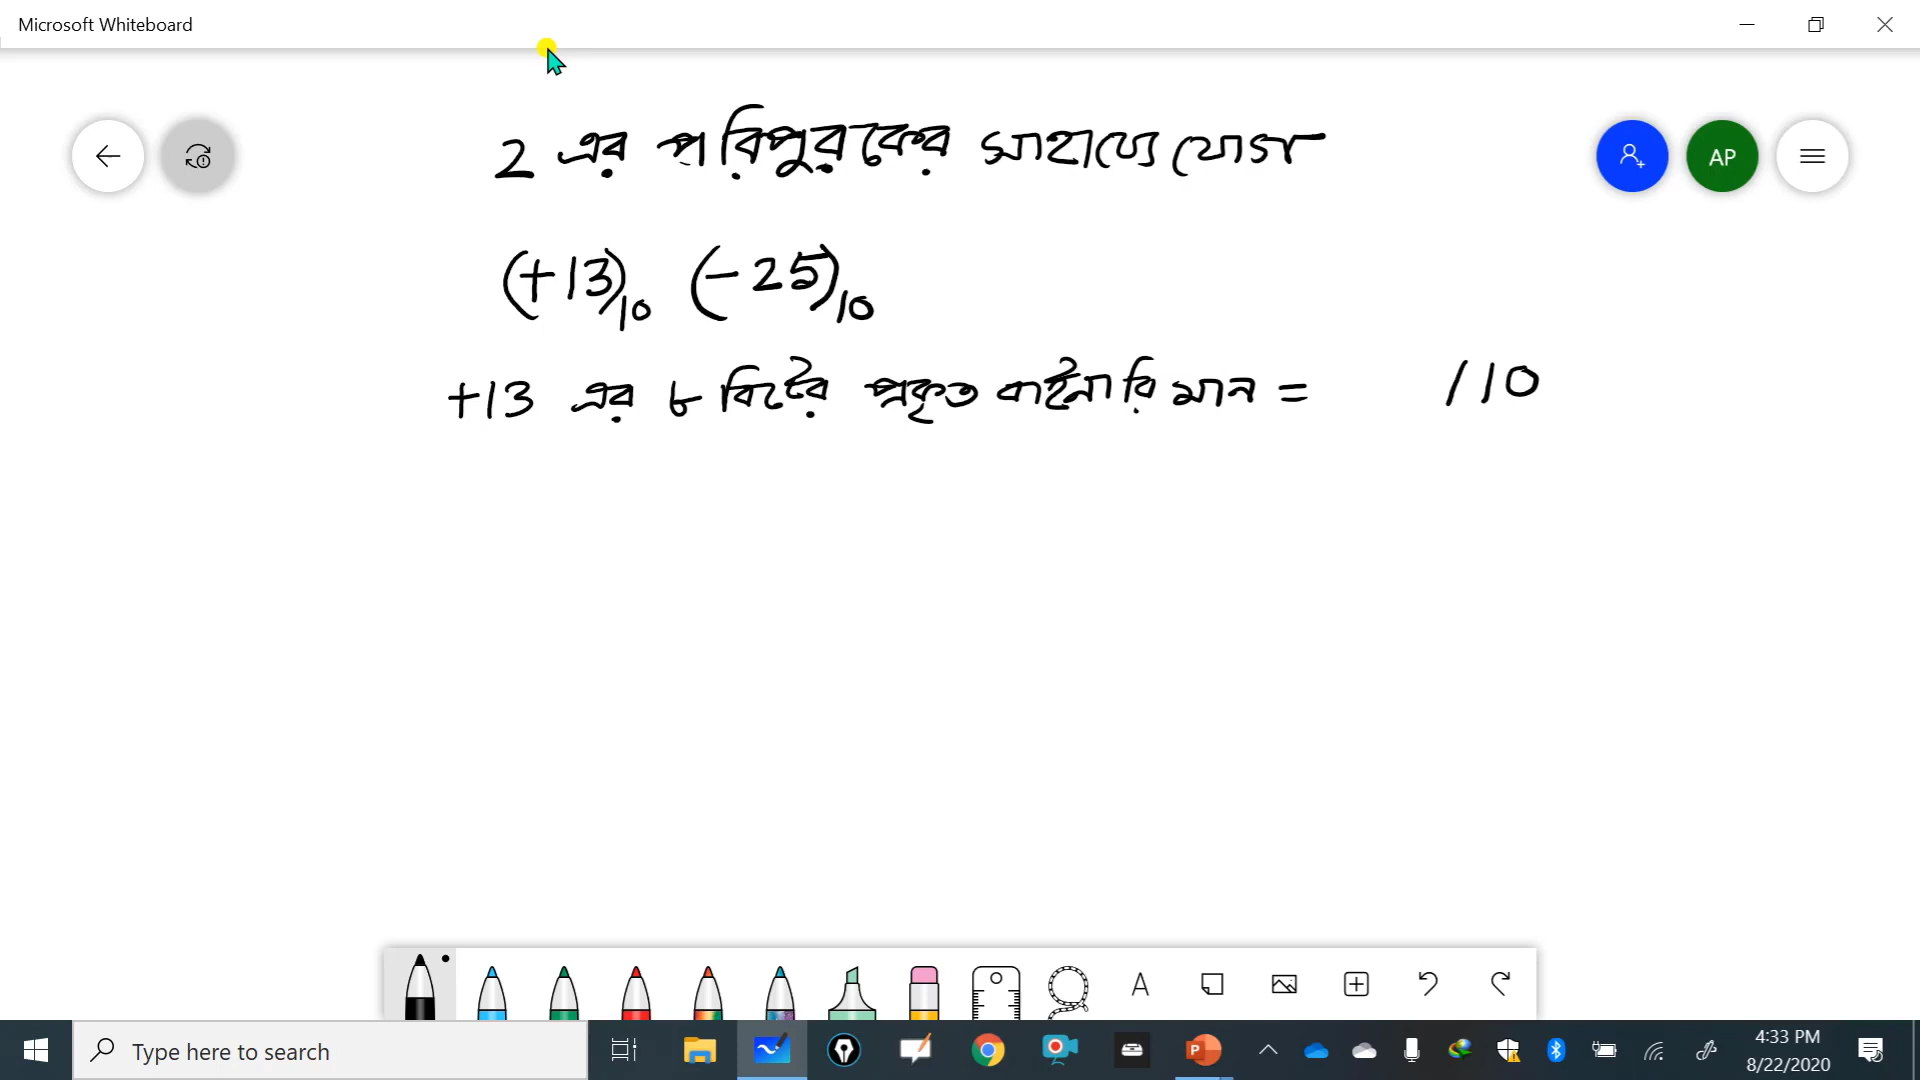 Microsoft Whiteboard
2 এর পরিপুরকের সাহায্যে যোগ
AP
(+13)10 (-25)10
+13 এর ৮ বিটের প্রকৃত বাইনারি মান = 110
A
Type here to search
4:33 PM
8/22/2020